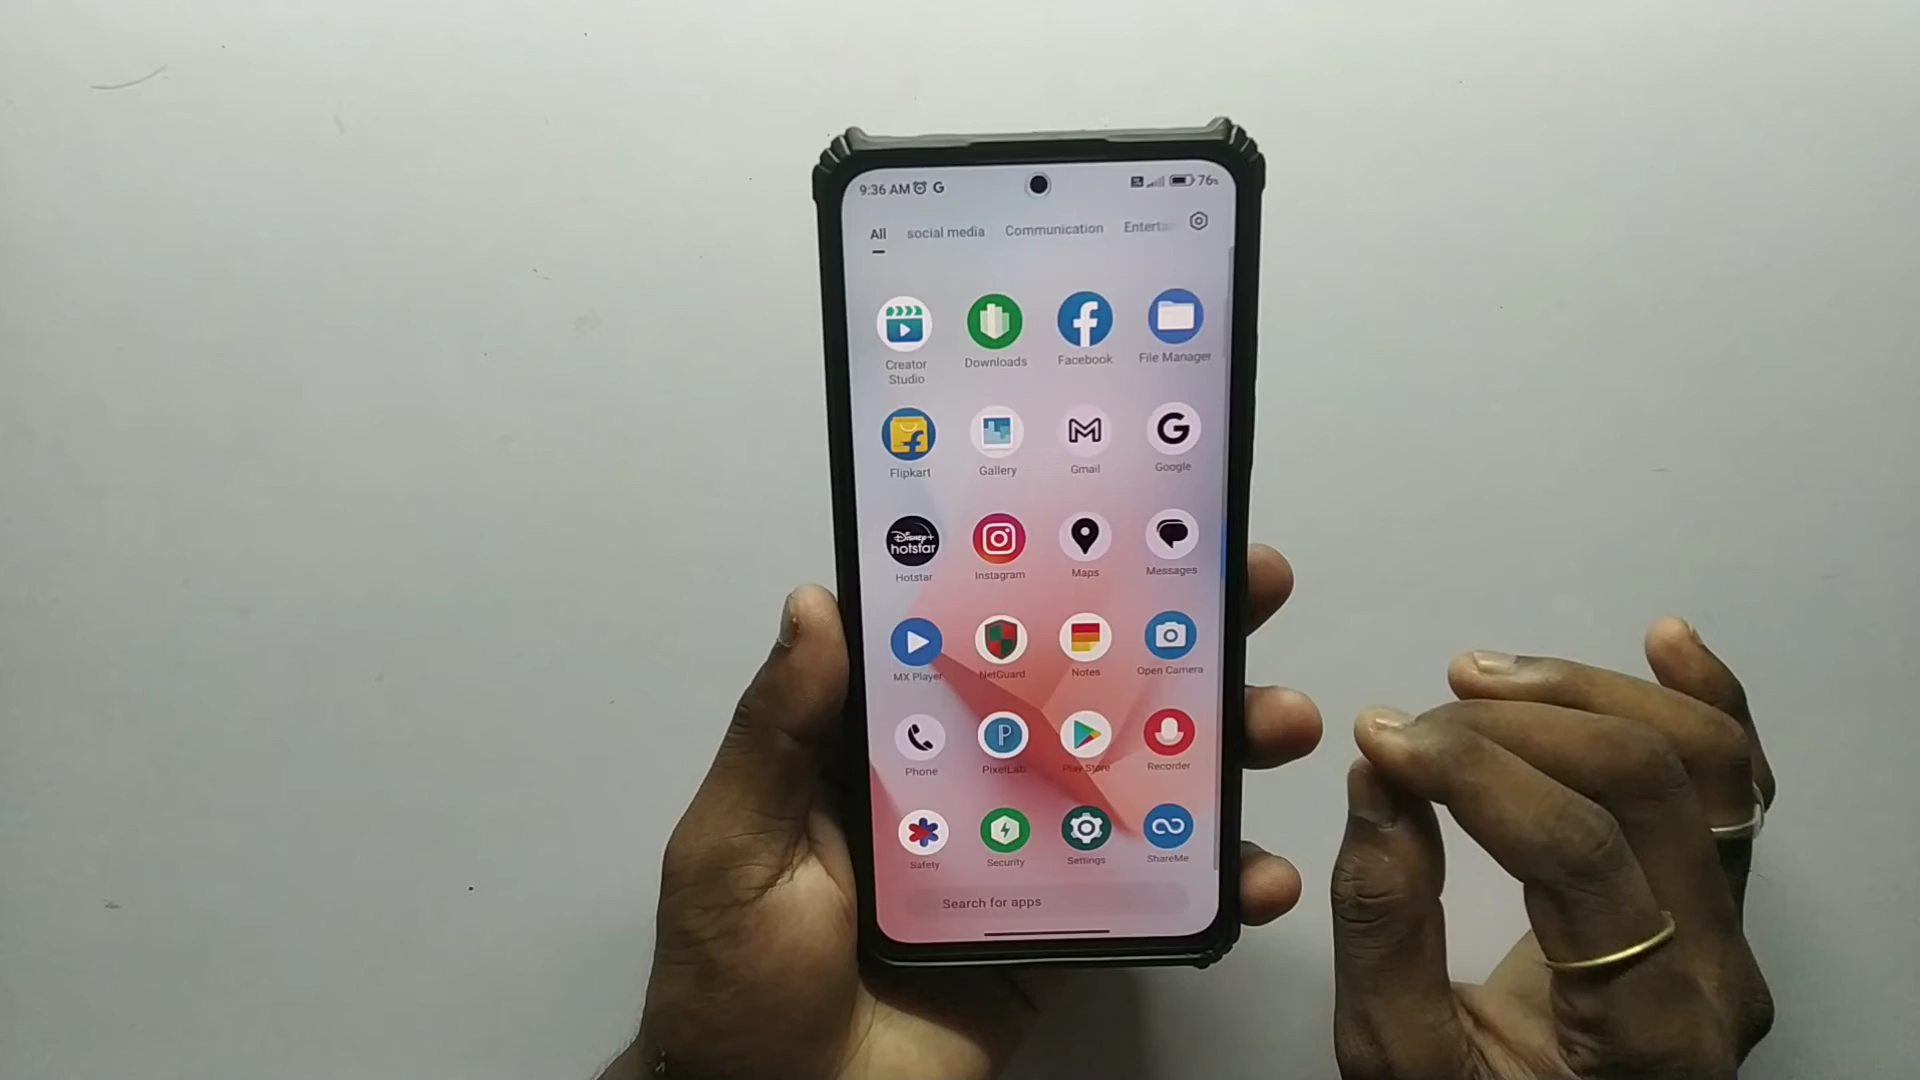 9:36 AM G 76%
All social media Communication Enterta
Creator Studio Downloads Facebook File Manager
Flipkart Gallery Gmail Google
Disney+ hotstar
Hotstar Instagram Maps Messages
MX Player NetGuard Notes Open Camera
Phone PixelLab Play Store Recorder
Safety Security Settings ShareMe
Search for apps